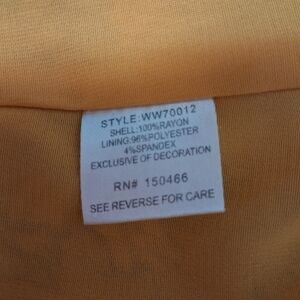 STYLE:WW70012
SHELL:100%RAYON
LINING:96%POLYESTER
4%SPANDEX
EXCLUSIVE OF DECORATION
RN# 150466
SEE REVERSE FOR CARE